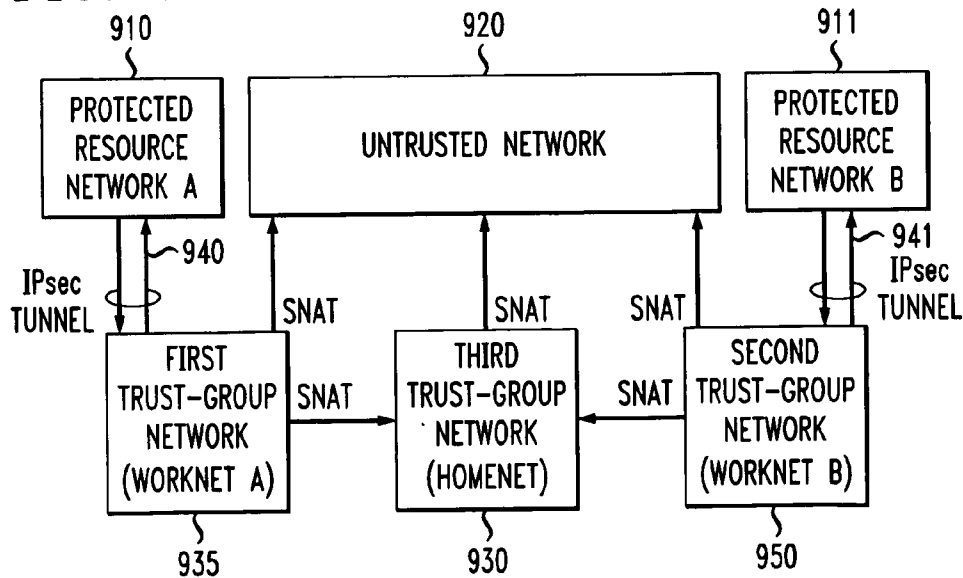 910
920
911
PROTECTED
RESOURCE
NETWORK A
UNTRUSTED NETWORK
PROTECTED
RESOURCE
NETWORK B
940
941
IPsec
TUNNEL
IPsec
TUNNEL
SNAT
SNAT
SNAT
FIRST
TRUST-GROUP
NETWORK
(WORKNET A)
SNAT
THIRD
TRUST-GROUP
NETWORK
(HOMENET)
SNAT
SECOND
TRUST-GROUP
NETWORK
(WORKNET B)
935
930
950